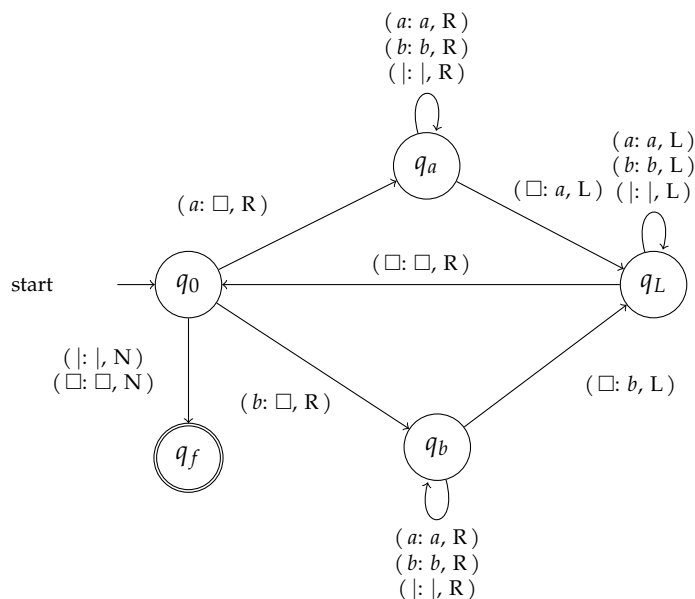 ( a: a, R )
( b: b, R )
( |: |, R )
q_a
( a: a, L )
( b: b, L )
( |: |, L )
( a: □, R )
( □: a, L )
start
q_0
( □: □, R )
q_L
( |: |, N )
( □: □, N )
( b: □, R )
( □: b, L )
q_f
q_b
( a: a, R )
( b: b, R )
( |: |, R )